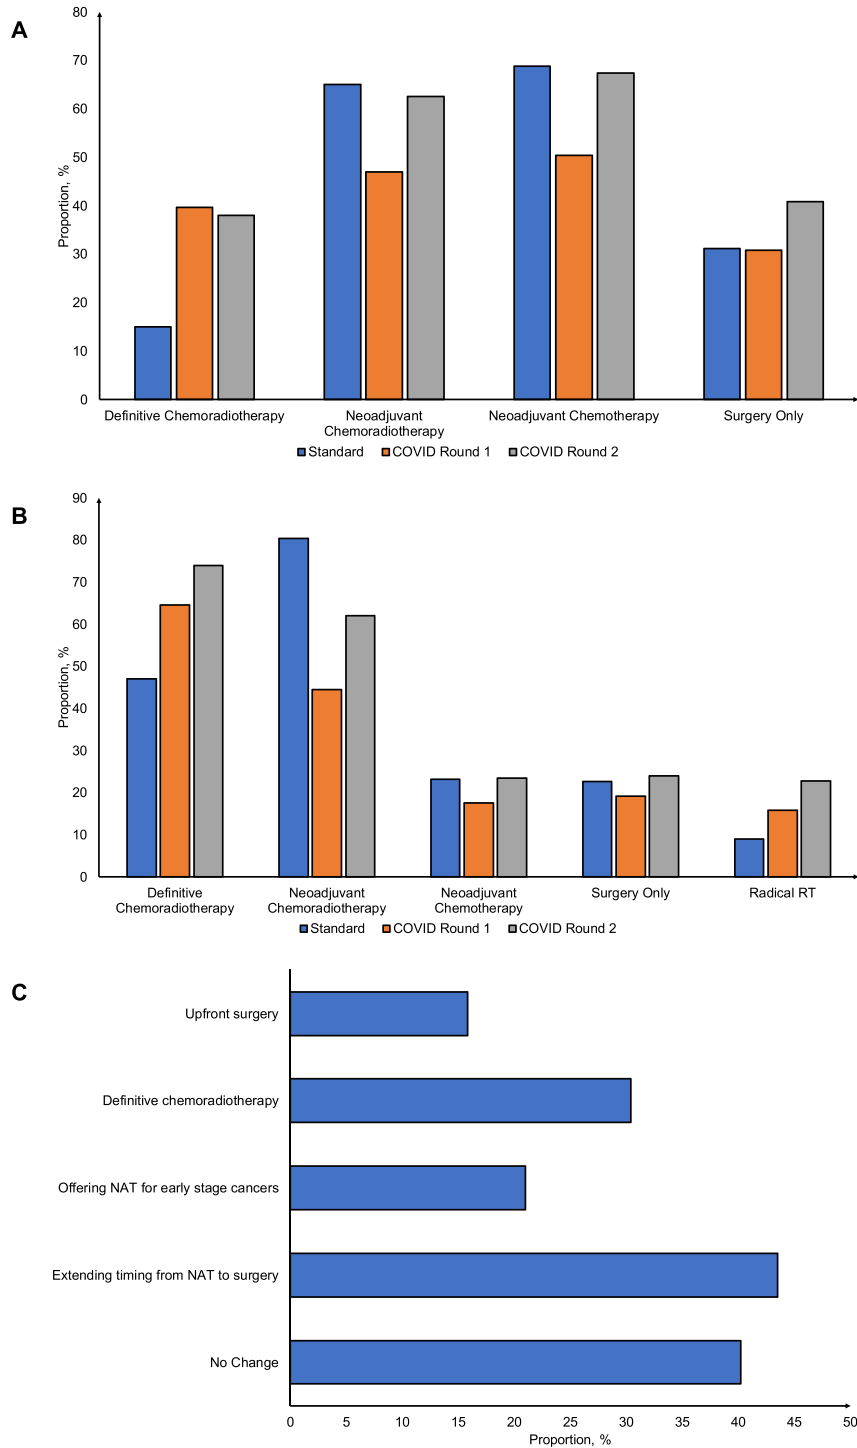 A
80
70
60
50
40
30
20
10
0
Proportion, %
Definitive Chemoradiotherapy
Neoadjuvant
Chemoradiotherapy
Neoadjuvant Chemotherapy
Surgery Only
Standard COVID Round 1 COVID Round 2
B
90
80
70
60
50
40
30
20
10
0
Proportion, %
Definitive
Chemoradiotherapy
Neoadjuvant
Chemoradiotherapy
Neoadjuvant
Chemotherapy
Surgery Only
Radical RT
Standard COVID Round 1 COVID Round 2
C
Upfront surgery
Definitive chemoradiotherapy
Offering NAT for early stage cancers
Extending timing from NAT to surgery
No Change
0 5 10 15 20 25 30 35 40 45 50
Proportion, %